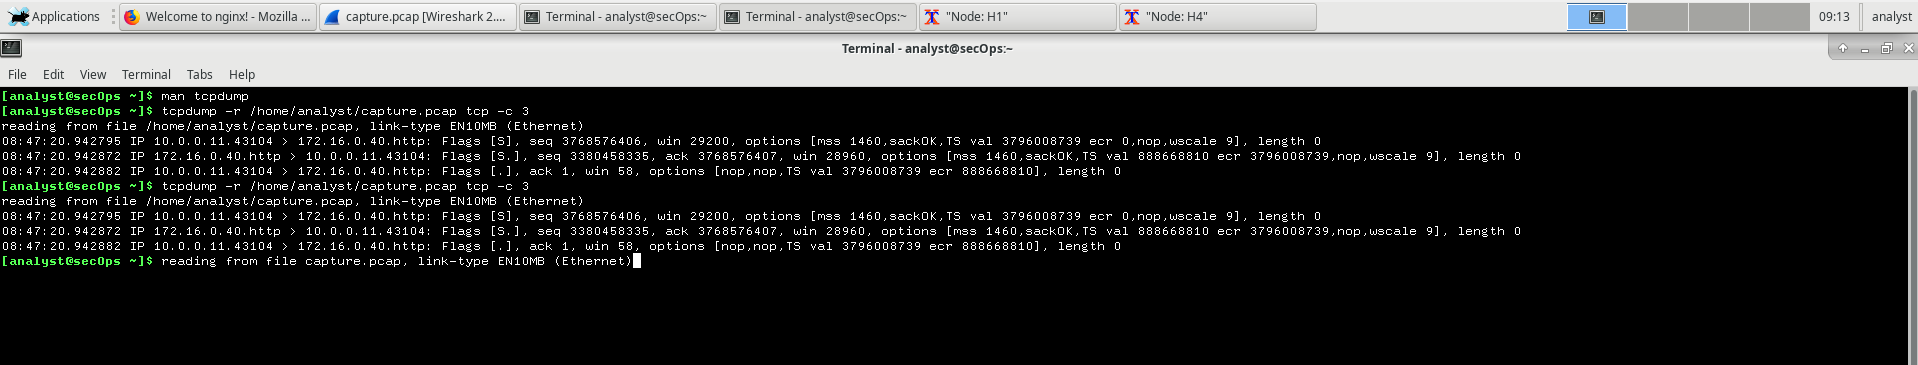 Applications
Welcome to nginx! - Mozilla ...
capture.pcap [Wireshark 2....
Terminal - analyst@secOps:~
Terminal - analyst@secOps:~
"Node: H1"
"Node: H4"
09:13
analyst
Terminal - analyst@secOps:~
File Edit View Terminal Tabs Help
[analyst@secOps ~]$ man tcpdump
[analyst@secOps ~]$ tcpdump -r /home/analyst/capture.pcap tcp -c 3
reading from file /home/analyst/capture.pcap, link-type EN10MB (Ethernet)
08:47:20.942795 IP 10.0.0.11.43104 > 172.16.0.40.http: Flags [S], seq 3768576406, win 29200, options [mss 1460,sackOK,TS val 3796008739 ecr 0,nop,wscale 9], length 0
08:47:20.942872 IP 172.16.0.40.http > 10.0.0.11.43104: Flags [S.], seq 3380458335, ack 3768576407, win 28960, options [mss 1460,sackOK,TS val 888668810 ecr 3796008739,nop,wscale 9], length 0
08:47:20.942882 IP 10.0.0.11.43104 > 172.16.0.40.http: Flags [.], ack 1, win 58, options [nop,nop,TS val 3796008739 ecr 888668810], length 0
[analyst@secOps ~]$ tcpdump -r /home/analyst/capture.pcap tcp -c 3
reading from file /home/analyst/capture.pcap, link-type EN10MB (Ethernet)
08:47:20.942795 IP 10.0.0.11.43104 > 172.16.0.40.http: Flags [S], seq 3768576406, win 29200, options [mss 1460,sackOK,TS val 3796008739 ecr 0,nop,wscale 9], length 0
08:47:20.942872 IP 172.16.0.40.http > 10.0.0.11.43104: Flags [S.], seq 3380458335, ack 3768576407, win 28960, options [mss 1460,sackOK,TS val 888668810 ecr 3796008739,nop,wscale 9], length 0
08:47:20.942882 IP 10.0.0.11.43104 > 172.16.0.40.http: Flags [.], ack 1, win 58, options [nop,nop,TS val 3796008739 ecr 888668810], length 0
[analyst@secOps ~]$ reading from file capture.pcap, link-type EN10MB (Ethernet)